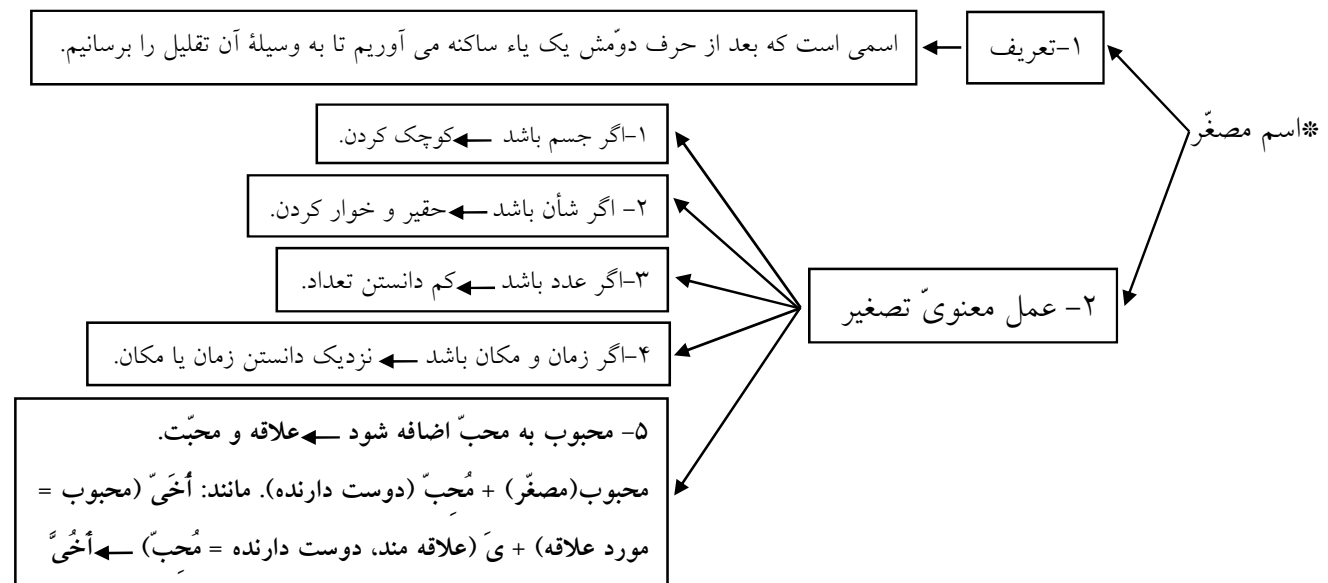 *اسم مصغّر
۱-تعریف
اسمی است که بعد از حرف دوّمش یک یاء ساکنه می آوریم تا به وسیلۀ آن تقلیل را برسانیم.
۲- عمل معنویّ تصغیر
۱-اگر جسم باشد ← کوچک کردن.
۲- اگر شأن باشد ← حقیر و خوار کردن.
۳-اگر عدد باشد ← کم دانستن تعداد.
۴-اگر زمان و مکان باشد ← نزدیک دانستن زمان یا مکان.
۵- محبوب به محبّ اضافه شود ← علاقه و محبّت.
محبوب(مصغّر) + مُحِبّ (دوست دارنده). مانند: أخَیّ (محبوب =
مورد علاقه) + یَ (علاقه مند، دوست دارنده = مُحِبّ) ← أخُیَّ